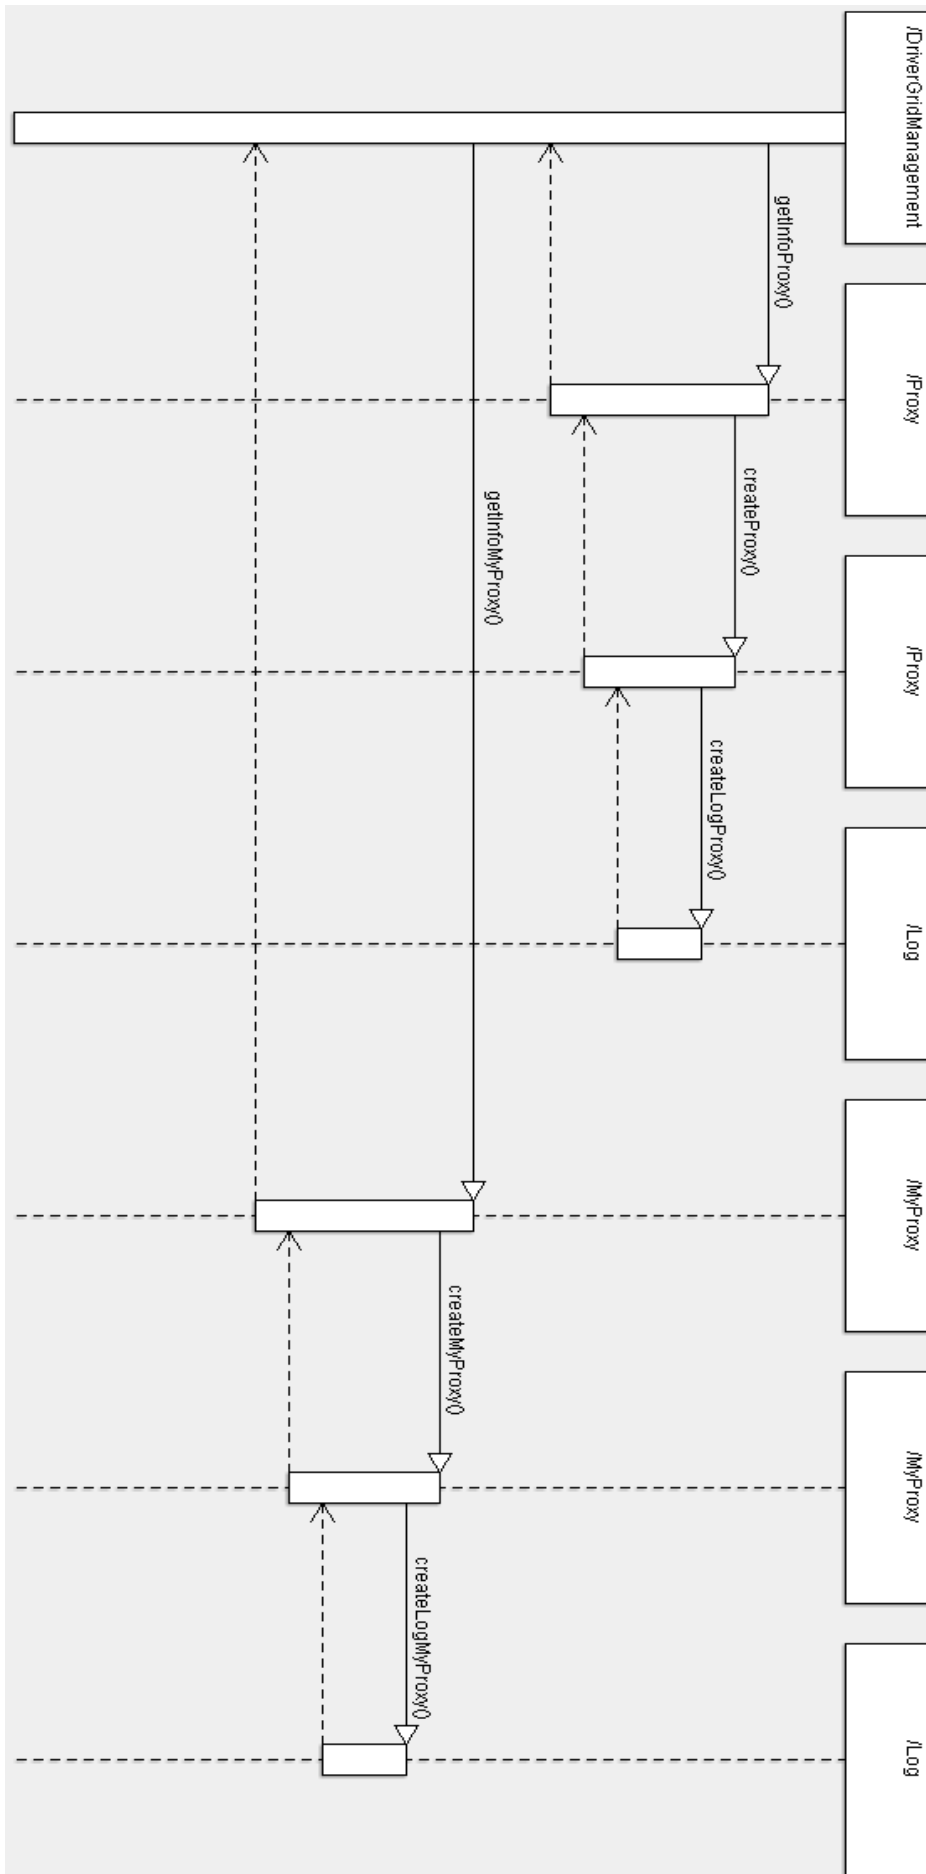 /DriverGridManagement
/Proxy
/Proxy
/Log
/MyProxy
/MyProxy
/Log
getInfoProxy()
createProxy()
createLogProxy()
getInfoMyProxy()
createMyProxy()
createLogMyProxy()